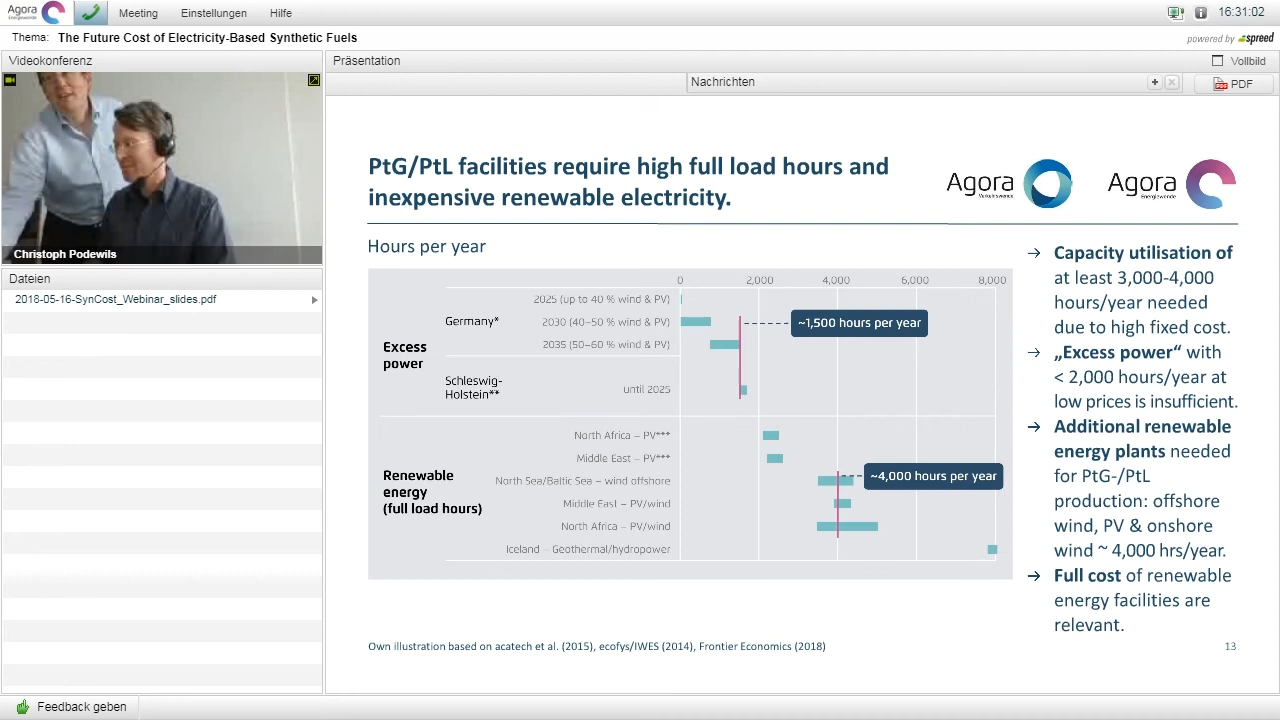 Agora
Energiewende
Meeting
Einstellungen
Hilfe
16:31:02
Thema: The Future Cost of Electricity-Based Synthetic Fuels
powered by spreed
Videokonferenz
Präsentation
Vollbild
Nachrichten
PDF
Christoph Podewils
Dateien
2018-05-16-SynCost_Webinar_slides.pdf
PtG/PtL facilities require high full load hours and
inexpensive renewable electricity.
Agora
Verkehrswende
Agora
Energiewende
Hours per year
0 2,000 4,000 6,000 8,000
Excess
power
Germany*
2025 (up to 40 % wind & PV)
2030 (40–50 % wind & PV)
2035 (50–60 % wind & PV)
~1,500 hours per year
Schleswig-
Holstein**
until 2025
Renewable
energy
(full load hours)
North Africa – PV***
Middle East – PV***
North Sea/Baltic Sea – wind offshore
Middle East – PV/wind
North Africa – PV/wind
Iceland – Geothermal/hydropower
~4,000 hours per year
→ Capacity utilisation of
at least 3,000-4,000
hours/year needed
due to high fixed cost.
→ „Excess power“ with
< 2,000 hours/year at
low prices is insufficient.
→ Additional renewable
energy plants needed
for PtG-/PtL
production: offshore
wind, PV & onshore
wind ~ 4,000 hrs/year.
→ Full cost of renewable
energy facilities are
relevant.
Own illustration based on acatech et al. (2015), ecofys/IWES (2014), Frontier Economics (2018)
13
Feedback geben